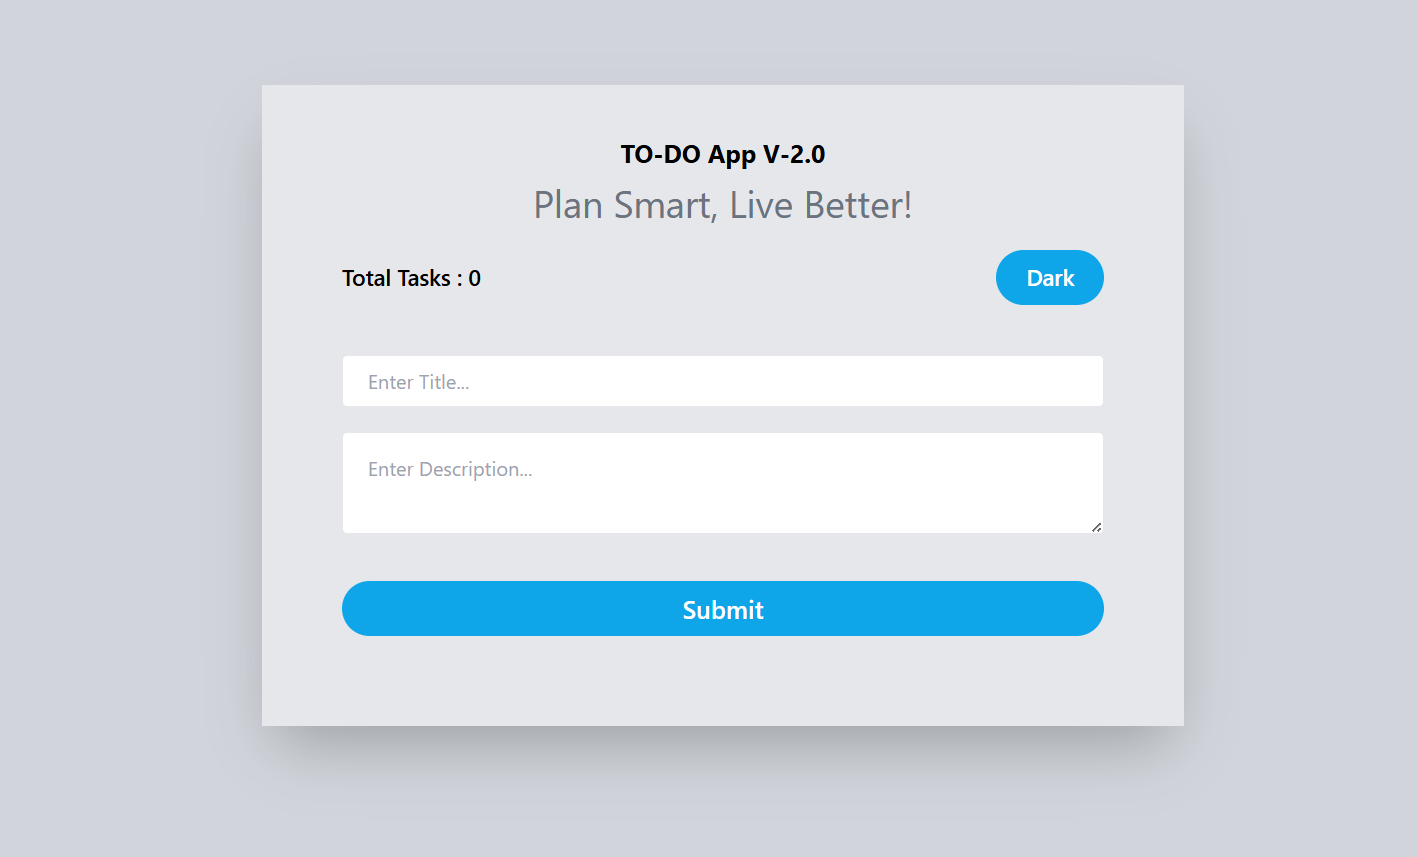 TO-DO App V-2.0
Plan Smart, Live Better!
Total Tasks : 0
Dark
Enter Title...
Enter Description...
Submit